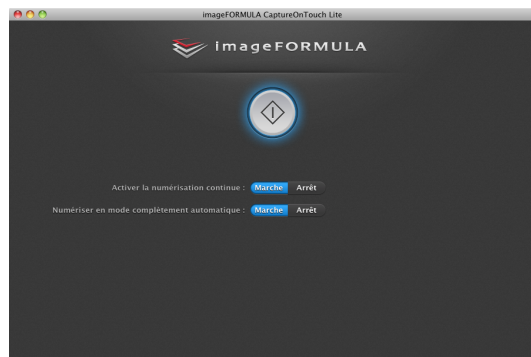 imageFORMULA CaptureOnTouch Lite
imageFORMULA
Activer la numérisation continue : Marche Arrêt
Numériser en mode complètement automatique : Marche Arrêt